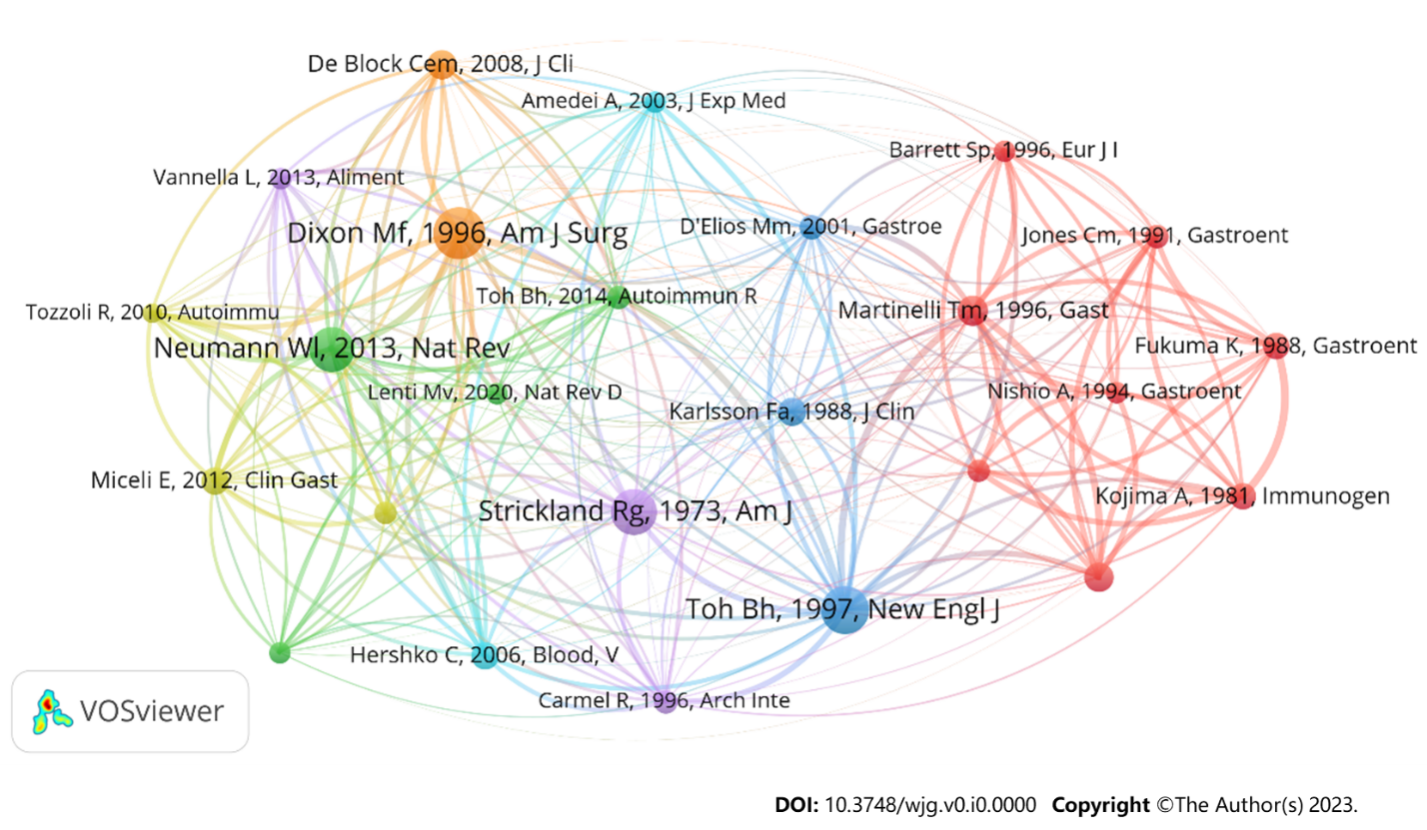 De Block Cem, 2008, J Cli
Amedei A, 2003, J Exp Med
Barrett Sp, 1996, Eur J I
Vannella L, 2013, Aliment
Dixon Mf, 1996, Am J Surg
D'Elios Mm, 2001, Gastroe
Jones Cm, 1991, Gastroent
Toh Bh, 2014, Autoimmun R
Tozzoli R, 2010, Autoimmu
Martinelli Tm, 1996, Gast
Neumann Wl, 2013, Nat Rev
Fukuma K, 1988, Gastroent
Lenti Mv, 2020, Nat Rev D
Nishio A, 1994, Gastroent
Karlsson Fa, 1988, J Clin
Miceli E, 2012, Clin Gast
Kojima A, 1981, Immunogen
Strickland Rg, 1973, Am J
Toh Bh, 1997, New Engl J
Hershko C, 2006, Blood, V
Carmel R, 1996, Arch Inte
VOSviewer
DOI: 10.3748/wjg.v0.i0.0000 Copyright ©The Author(s) 2023.